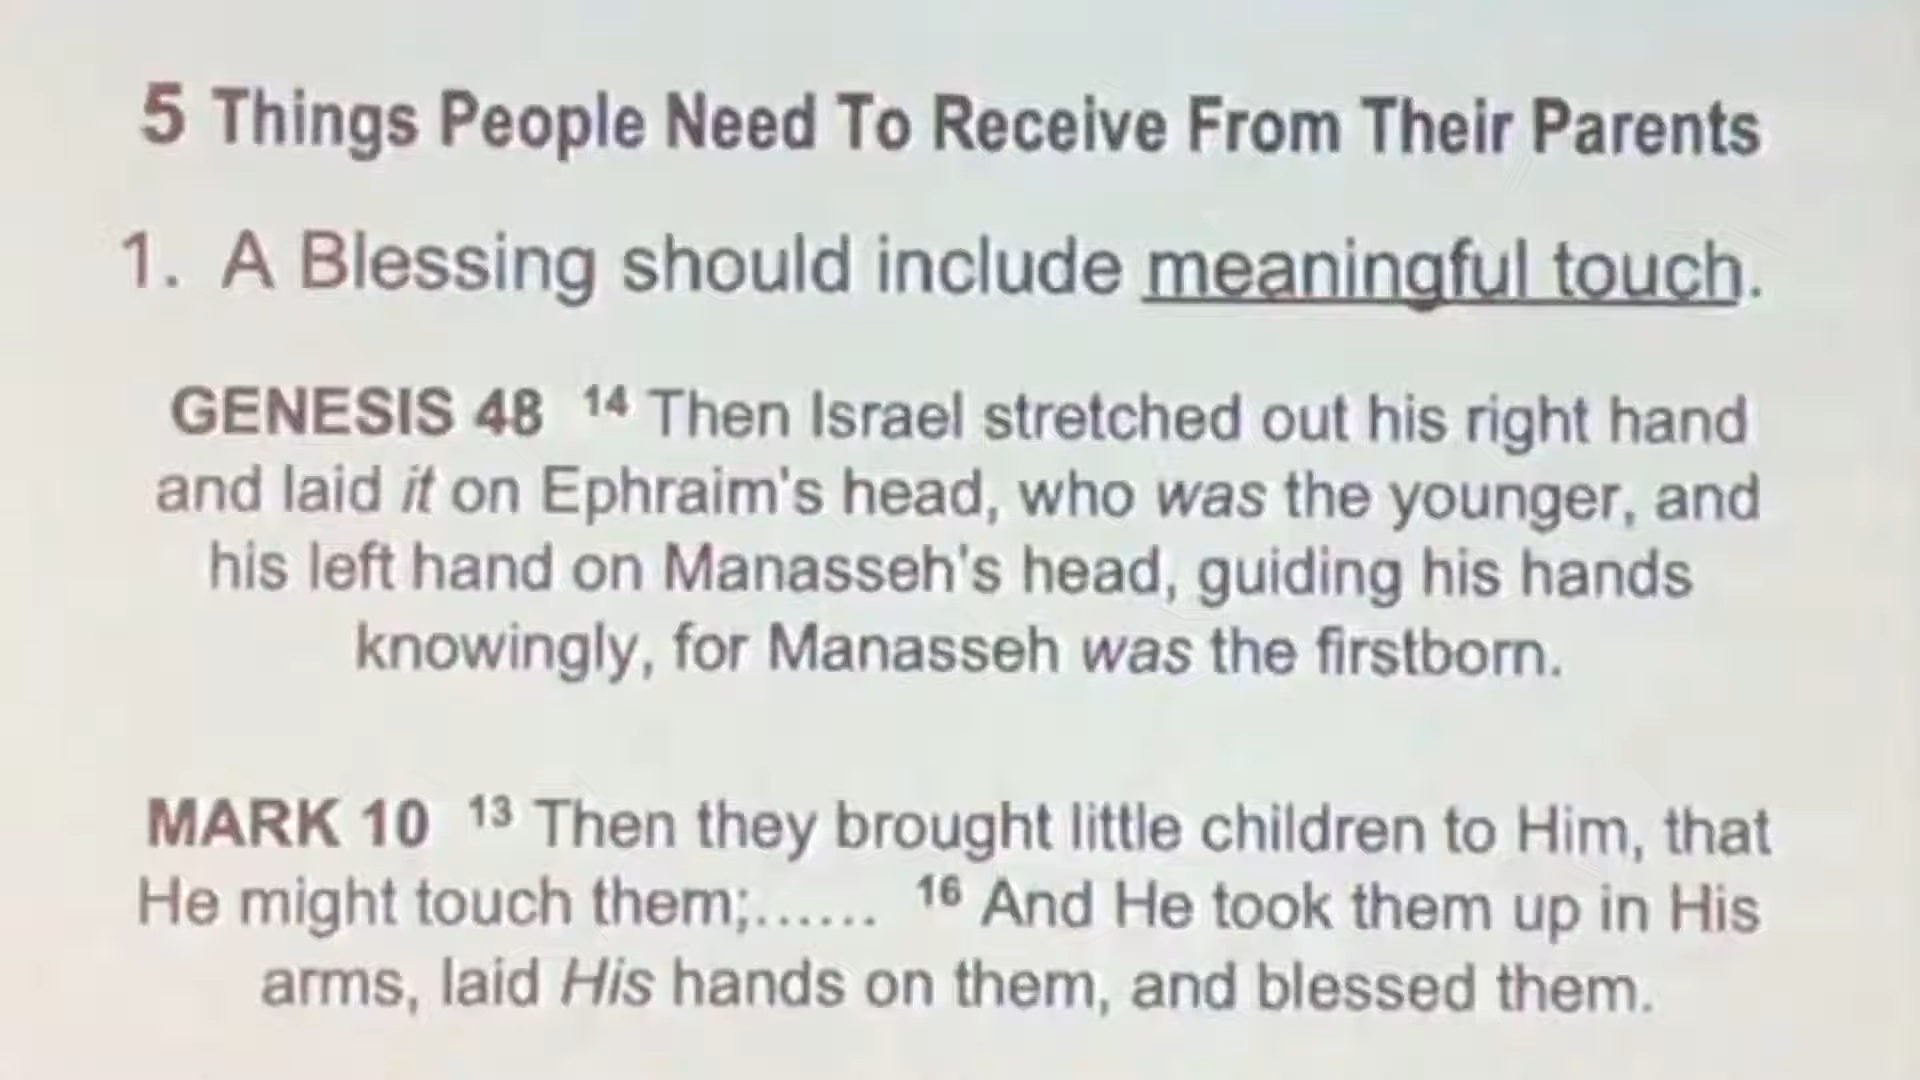 5 Things People Need To Receive From Their Parents
1. A Blessing should include meaningful touch.
GENESIS 48 14 Then Israel stretched out his right hand
and laid it on Ephraim's head, who was the younger, and
his left hand on Manasseh's head, guiding his hands
knowingly, for Manasseh was the firstborn.
MARK 10 13 Then they brought little children to Him, that
He might touch them;...... 16 And He took them up in His
arms, laid His hands on them, and blessed them.